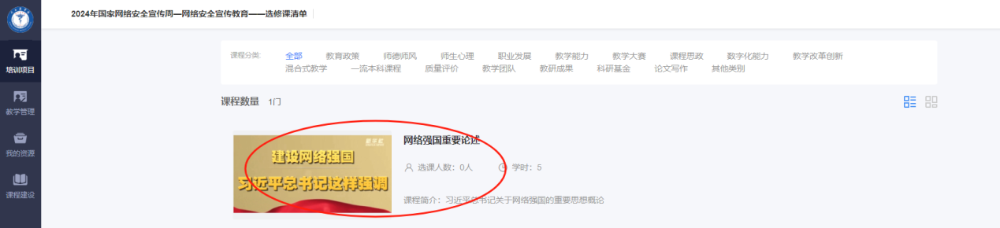 2024年国家网络安全宣传周—网络安全宣传教育——选修课清单
培训项目
教学管理
我的资源
课程建设
课程分类: 全部 教育政策 师德师风 师生心理 职业发展 教学能力 教学大赛 课程思政 数字化能力 教学改革创新
混合式教学 一流本科课程 质量评价 教学团队 教研成果 科研基金 论文写作 其他类别
课程数量 1门
建设网络强国
习近平总书记这样强调
网络强国重要论述
选课人数：0人 学时：5
课程简介：习近平总书记关于网络强国的重要思想概论